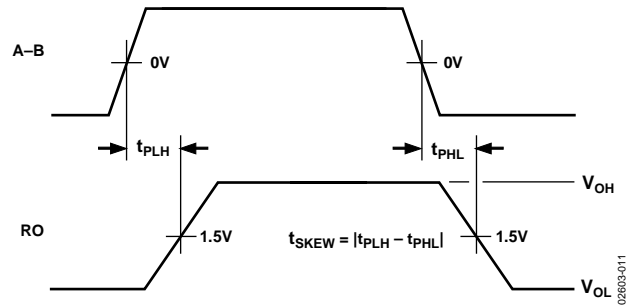 A–B
0V
0V
tPLH
tPHL
VOH
RO
1.5V
tSKEW = |tPLH – tPHL|
1.5V
VOL
02603-011